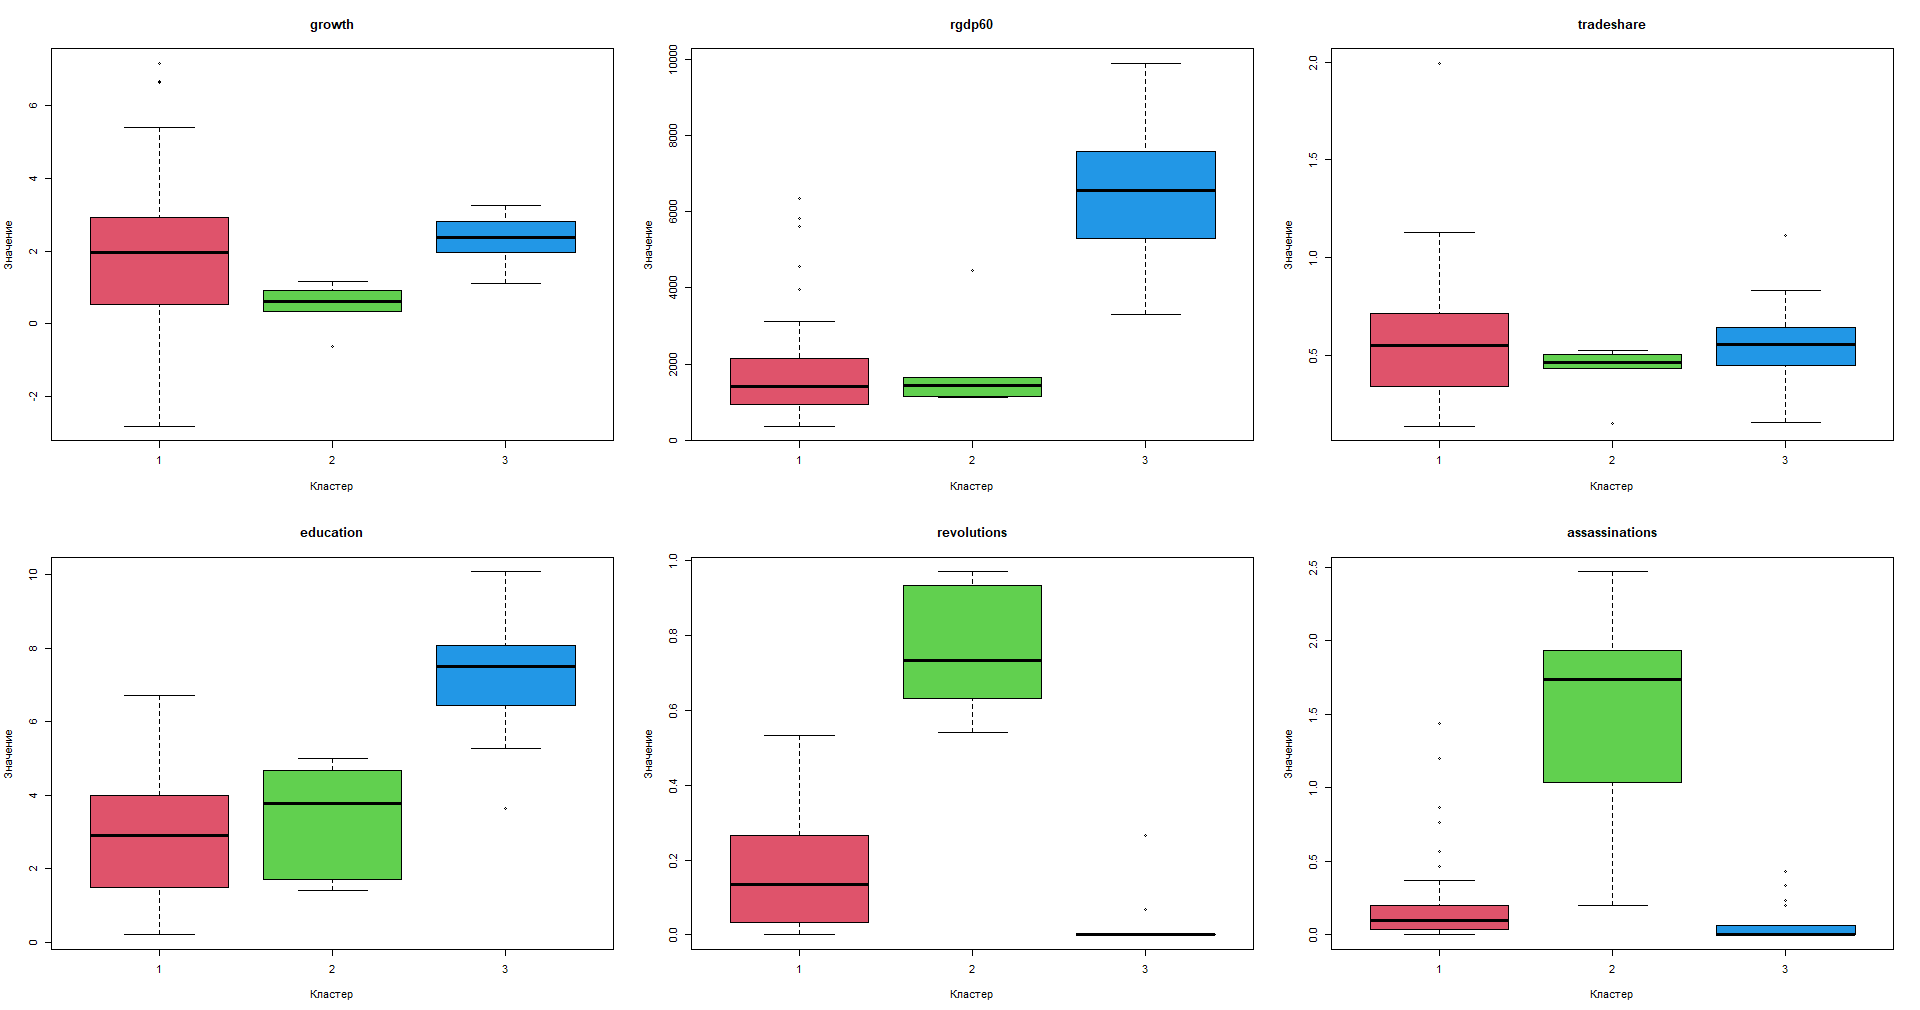 growth
6
4
2
0
-2
Значение
1 2 3
Кластер
rgdp60
10000
8000
6000
4000
2000
0
Значение
1 2 3
Кластер
tradeshare
2.0
1.5
1.0
0.5
Значение
1 2 3
Кластер
education
10
8
6
4
2
0
Значение
1 2 3
Кластер
revolutions
1.0
0.8
0.6
0.4
0.2
0.0
Значение
1 2 3
Кластер
assassinations
2.5
2.0
1.5
1.0
0.5
0.0
Значение
1 2 3
Кластер